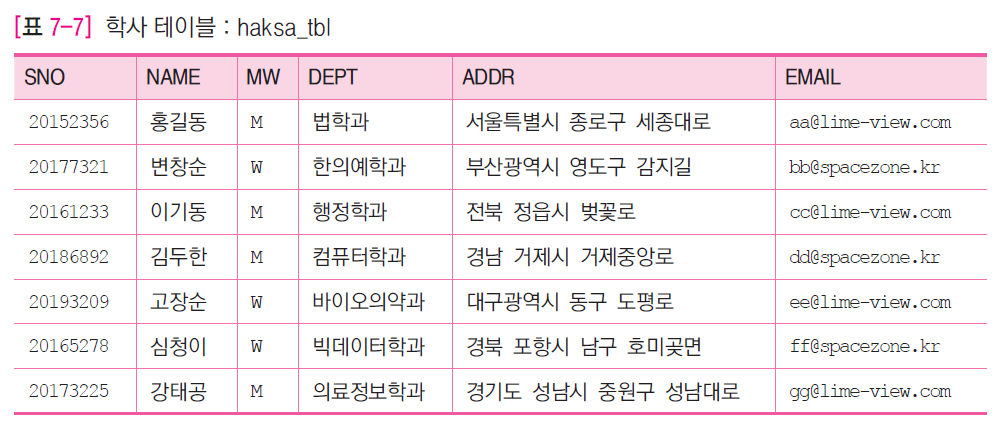 [표 7-7] 학사 테이블 : haksa_tbl
SNO NAME MW DEPT ADDR EMAIL
20152356 홍길동 M 법학과 서울특별시 종로구 세종대로 aa@lime-view.com
20177321 변창순 W 한의예학과 부산광역시 영도구 감지길 bb@spacezone.kr
20161233 이기동 M 행정학과 전북 정읍시 벚꽃로 cc@lime-view.com
20186892 김두한 M 컴퓨터학과 경남 거제시 거제중앙로 dd@spacezone.kr
20193209 고장순 W 바이오의약과 대구광역시 동구 도평로 ee@lime-view.com
20165278 심청이 W 빅데이터학과 경북 포항시 남구 호미곶면 ff@spacezone.kr
20173225 강태공 M 의료정보학과 경기도 성남시 중원구 성남대로 gg@lime-view.com